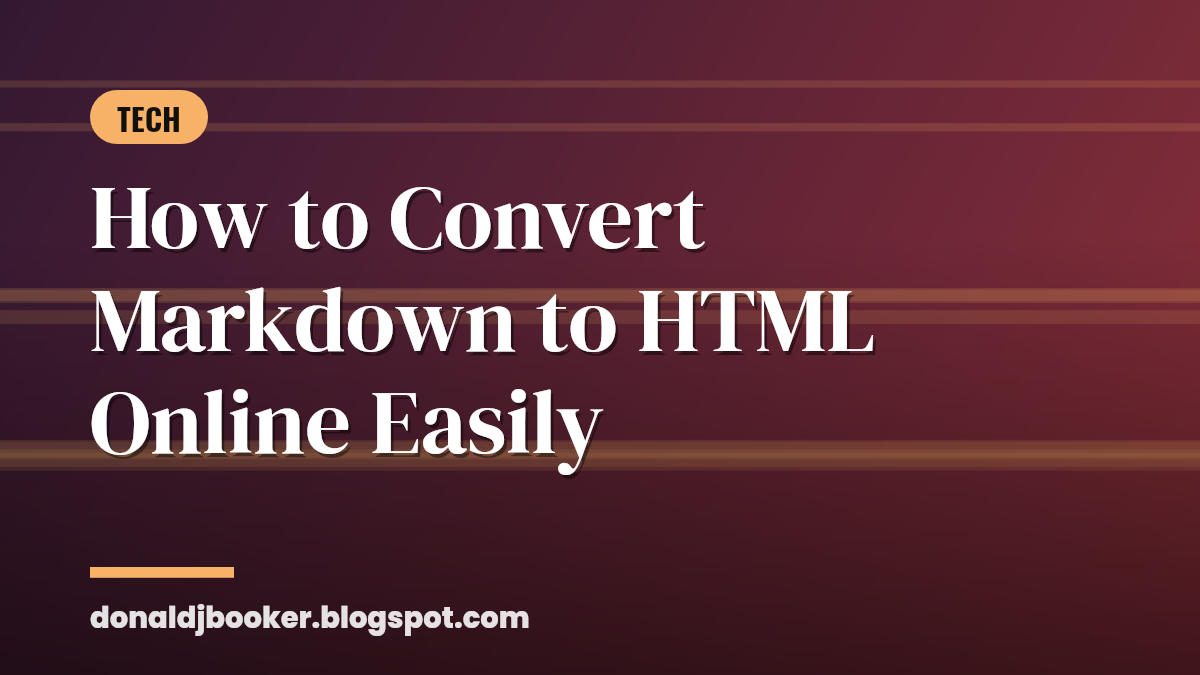 TECH
How to Convert
Markdown to HTML
Online Easily
donaldjbooker.blogspot.com